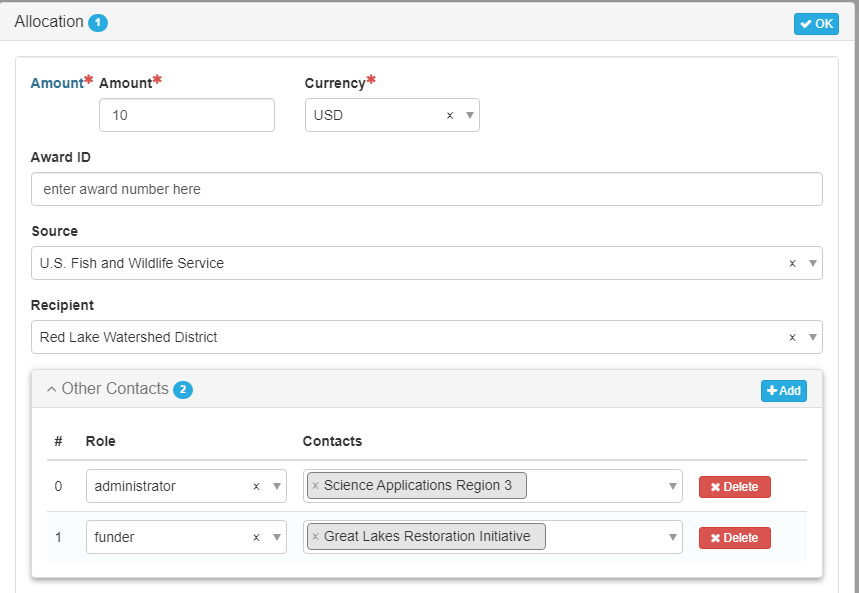 Allocation 1
OK
Amount* Amount* Currency*
10 USD ×
Award ID
enter award number here
Source
U.S. Fish and Wildlife Service ×
Recipient
Red Lake Watershed District ×
Other Contacts 2
Add
# Role Contacts
0 administrator × × Science Applications Region 3 Delete
1 funder × × Great Lakes Restoration Initiative Delete